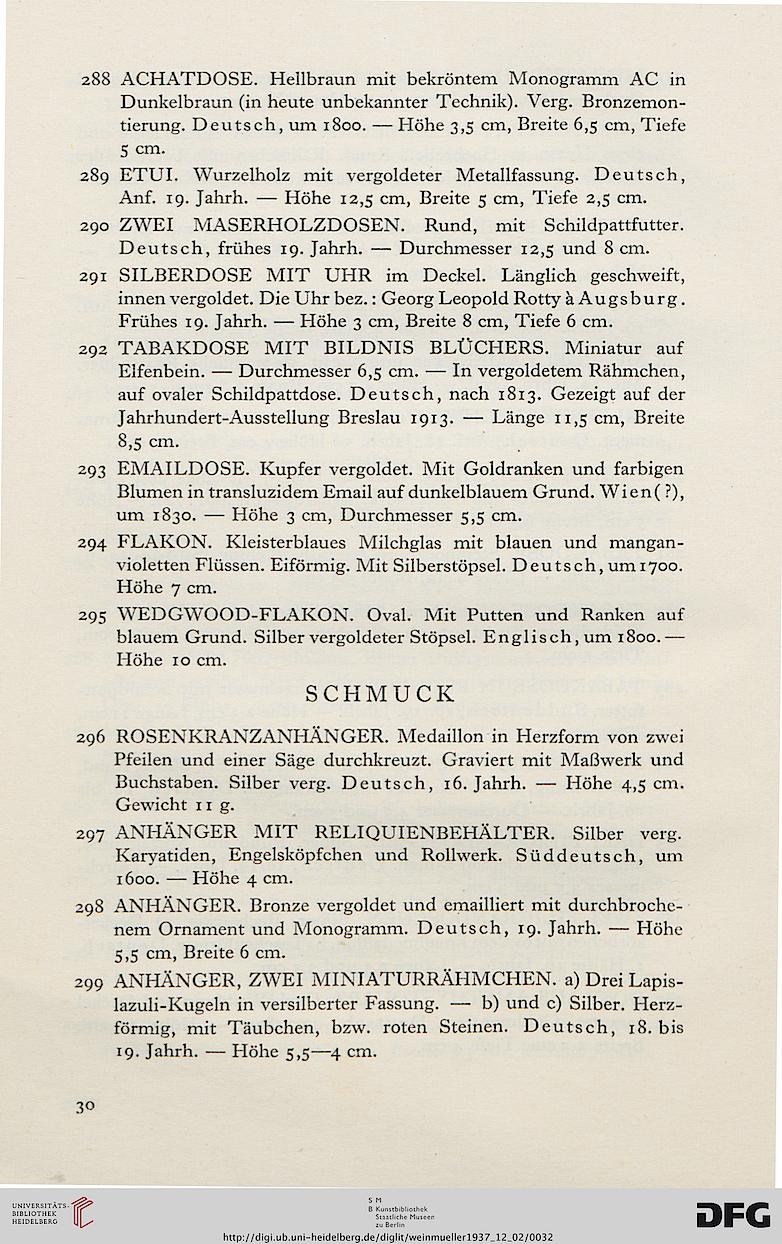 288 ACHATDOSE. Hellbraun mit bekröntem Monogramm AC in
Dunkelbraun (in heute unbekannter Technik). Verg. Bronzemon-
tierung. Deutsch, um 1800. — Höhe 3,5 cm, Breite 6,5 cm, Tiefe
5 cm.
289 ETUI. Wurzelholz mit vergoldeter Metallfassung. Deutsch,
Anf. 19. Jahrh. — Höhe 12,5 cm, Breite 5 cm, Tiefe 2,5 cm.
290 ZWEI MASERHOLZDOSEN. Rund, mit Schildpattfutter.
Deutsch, frühes 19. Jahrh. — Durchmesser 12,5 und 8 cm.
291 SILBERDOSE MIT UHR im Deckel. Länglich geschweift,
innen vergoldet. Die Uhr bez.: Georg Leopold Rotty à Augsburg.
Frühes 19. Jahrh. — Höhe 3 cm, Breite 8 cm, Tiefe 6 cm.
292 TABAKDOSE MIT BILDNIS BLÜCHERS. Miniatur auf
Elfenbein. — Durchmesser 6,5 cm. — In vergoldetem Rähmchen,
auf ovaler Schildpattdose. Deutsch, nach 1813. Gezeigt auf der
Jahrhundert-Ausstellung Breslau 1913. — Länge 11,5 cm, Breite
8,5 cm.
293 EMAILDOSE. Kupfer vergoldet. Mit Goldranken und farbigen
Blumen in transluzidem Email auf dunkelblauem Grund. Wien(?),
um 1830. — Höhe 3 cm, Durchmesser 5,5 cm.
294 FLAKON. Kleisterblaues Milchglas mit blauen und mangan-
violetten Flüssen. Eiförmig. Mit Silberstöpsel. Deutsch, um 1700.
Höhe 7 cm.
295 WEDGWOOD-FLAKON. Oval. Mit Putten und Ranken auf
blauem Grund. Silber vergoldeter Stöpsel. Englisch, um 1800. —
Höhe 10 cm.
SCHMUCK
296 ROSENKRANZANHÄNGER. Medaillon in Herzform von zwei
Pfeilen und einer Säge durchkreuzt. Graviert mit Maßwerk und
Buchstaben. Silber verg. Deutsch, 16. Jahrh. — Höhe 4,5 cm.
Gewicht 11 g.
297 ANHÄNGER MIT RELIQUIENBEHÄLTER. Silber verg.
Karyatiden, Engelsköpfchen und Rollwerk. Süddeutsch, um
1600. — Höhe 4 cm.
298 ANHÄNGER. Bronze vergoldet und emailliert mit durchbroche-
nem Ornament und Monogramm. Deutsch, 19. Jahrh. — Höhe
5,5 cm, Breite 6 cm.
299 ANHÄNGER, ZWEI MINIATURRÄHMCHEN. a) Drei Lapis-
lazuli-Kugeln in versilberter Fassung. — b) und c) Silber. Herz-
förmig, mit Täubchen, bzw. roten Steinen. Deutsch, 18. bis
19. Jahrh. — Höhe 5,5—4 cm.
30
UNIVERSITÄTS-
BIBLIOTHEK
HEIDELBERG
S M
B Kunstbibliothek
Staatliche Museen
zu Berlin
DFG
http://digi.ub.uni-heidelberg.de/diglit/weinmueller1937_12_02/0032